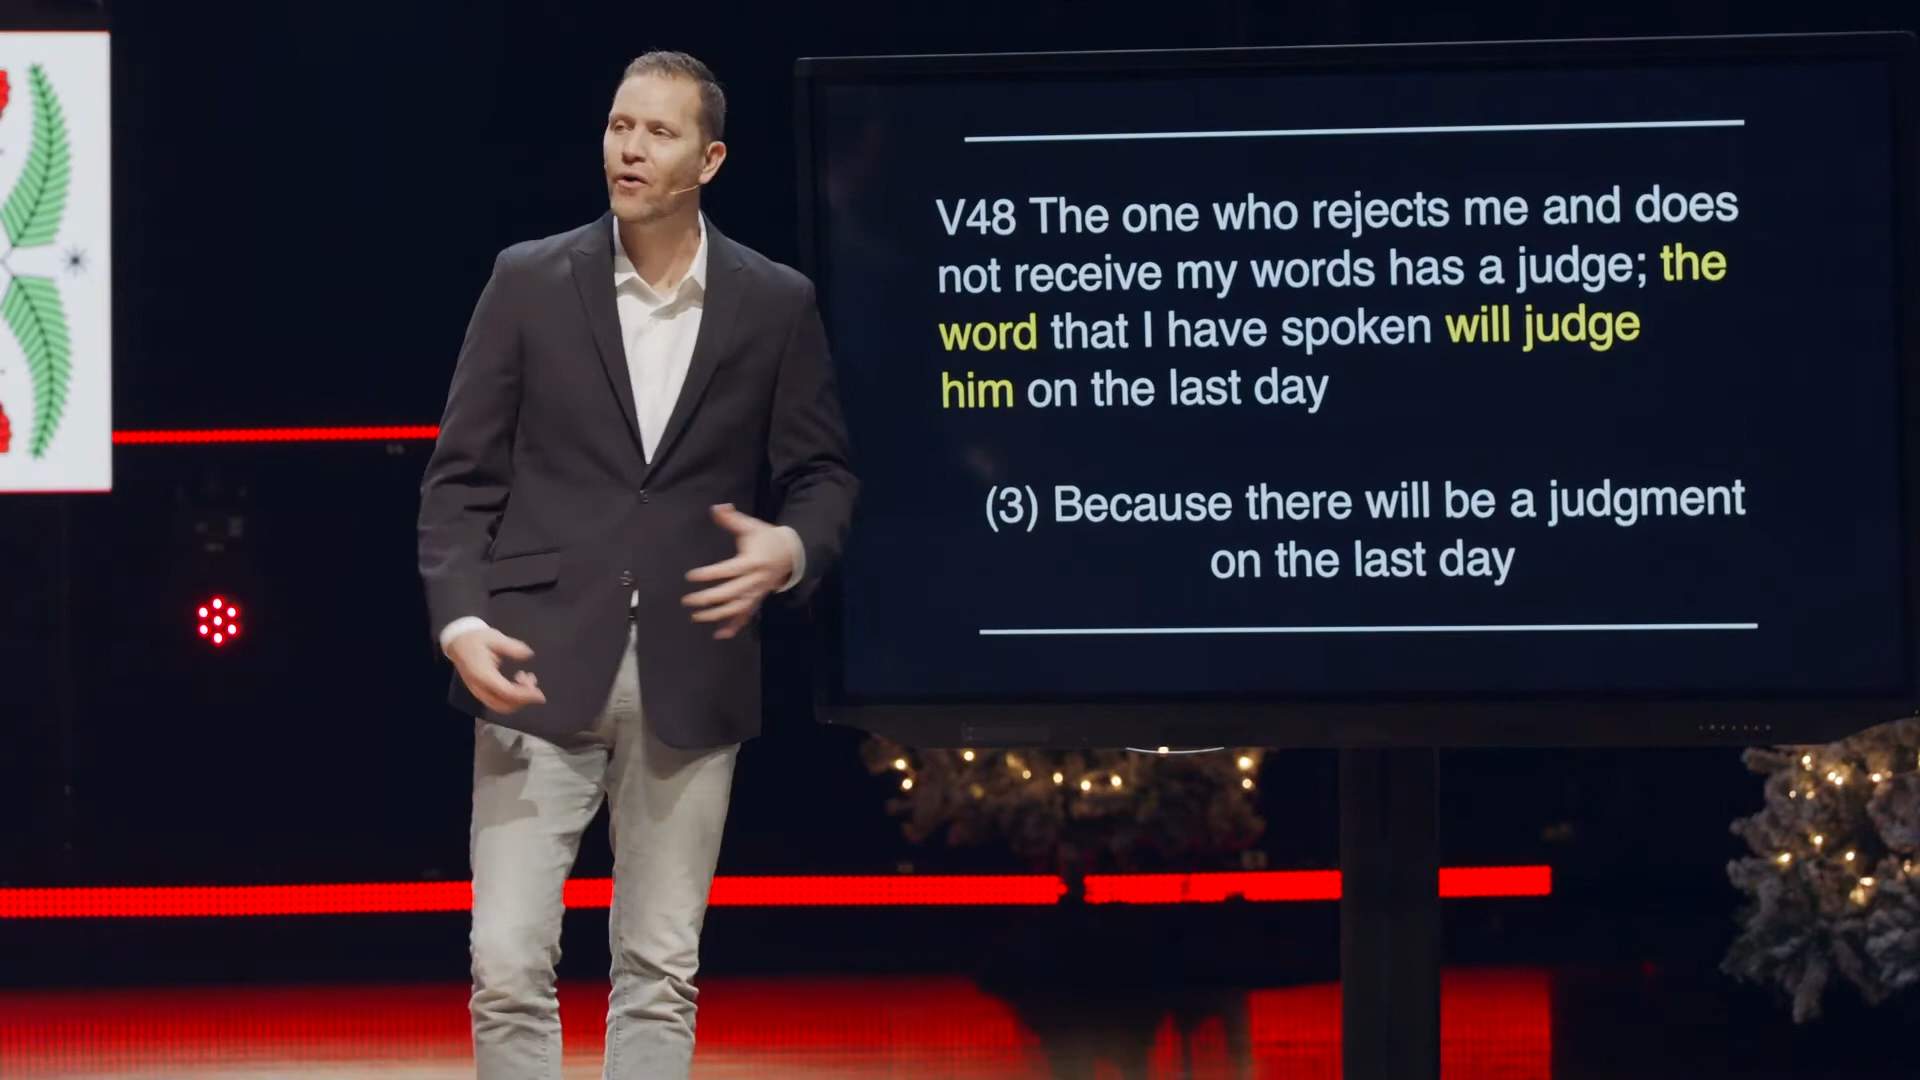 V48 The one who rejects me and does
not receive my words has a judge; the
word that I have spoken will judge
him on the last day
(3) Because there will be a judgment
on the last day